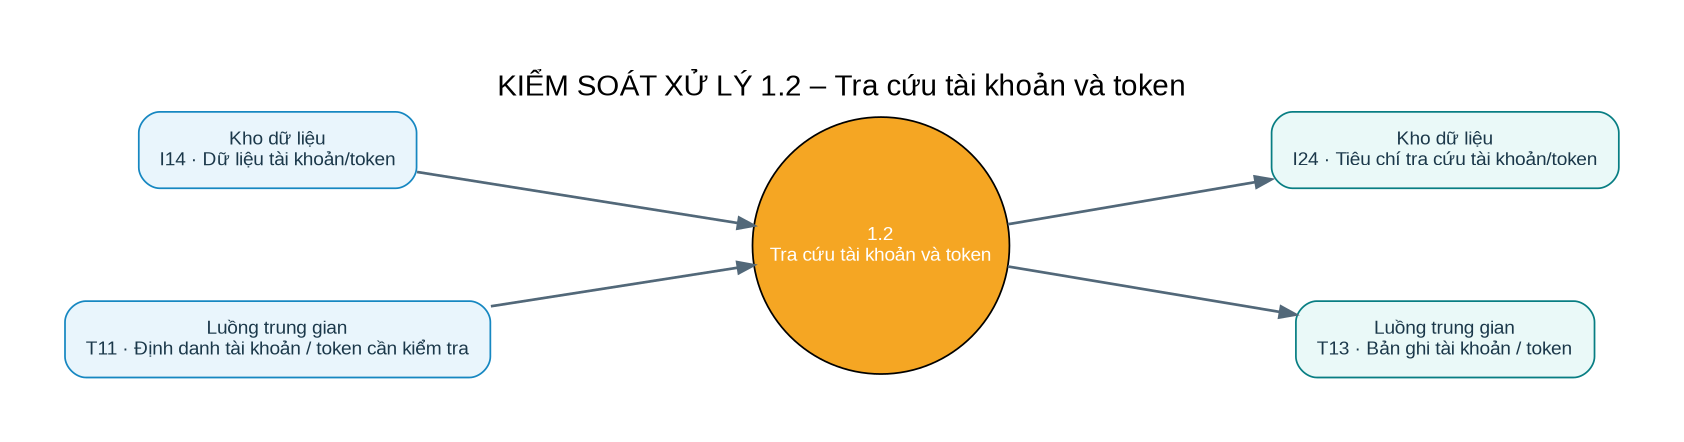 KIỂM SOÁT XỬ LÝ 1.2 – Tra cứu tài khoản và token
Kho dữ liệu
I14 · Dữ liệu tài khoản/token
Luồng trung gian
T11 · Định danh tài khoản / token cần kiểm tra
1.2
Tra cứu tài khoản và token
Kho dữ liệu
I24 · Tiêu chí tra cứu tài khoản/token
Luồng trung gian
T13 · Bản ghi tài khoản / token